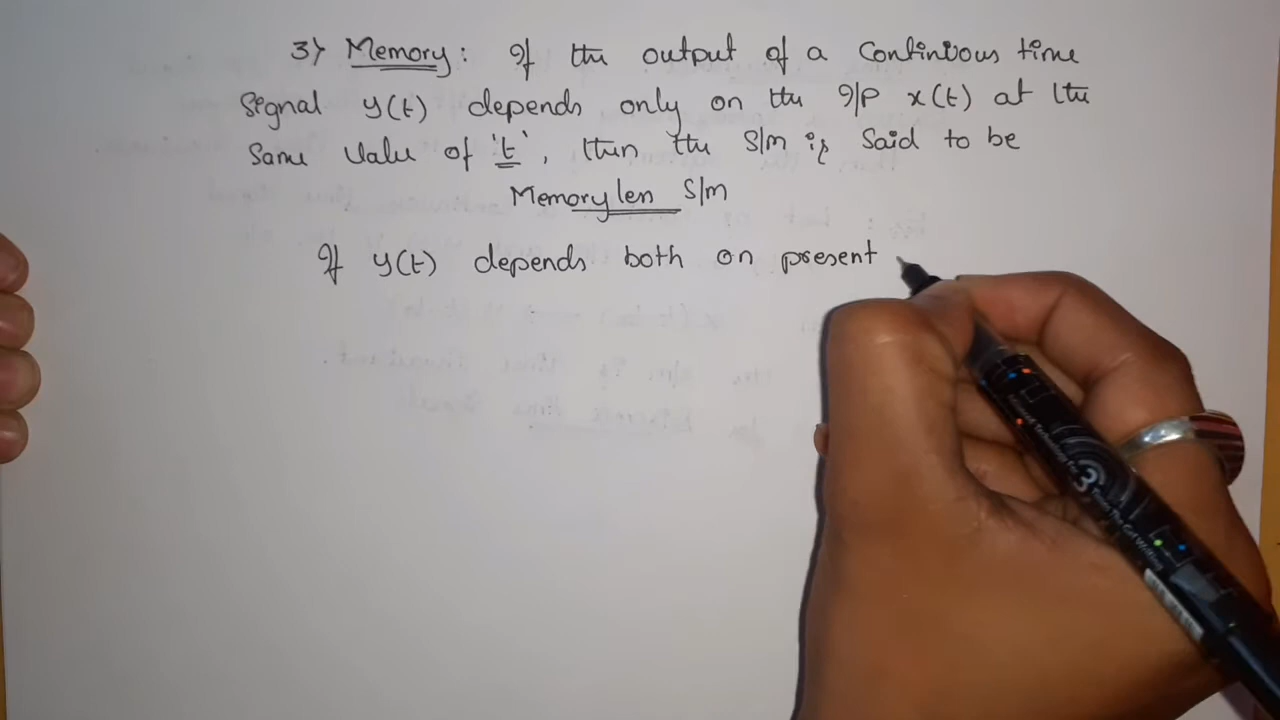 3) Memory: If the output of a Continuous time
Signal y(t) depends only on the I/P x(t) at the
Same Value of 't', then the S/m is Said to be
Memoryless S/m
If y(t) depends both on present
3